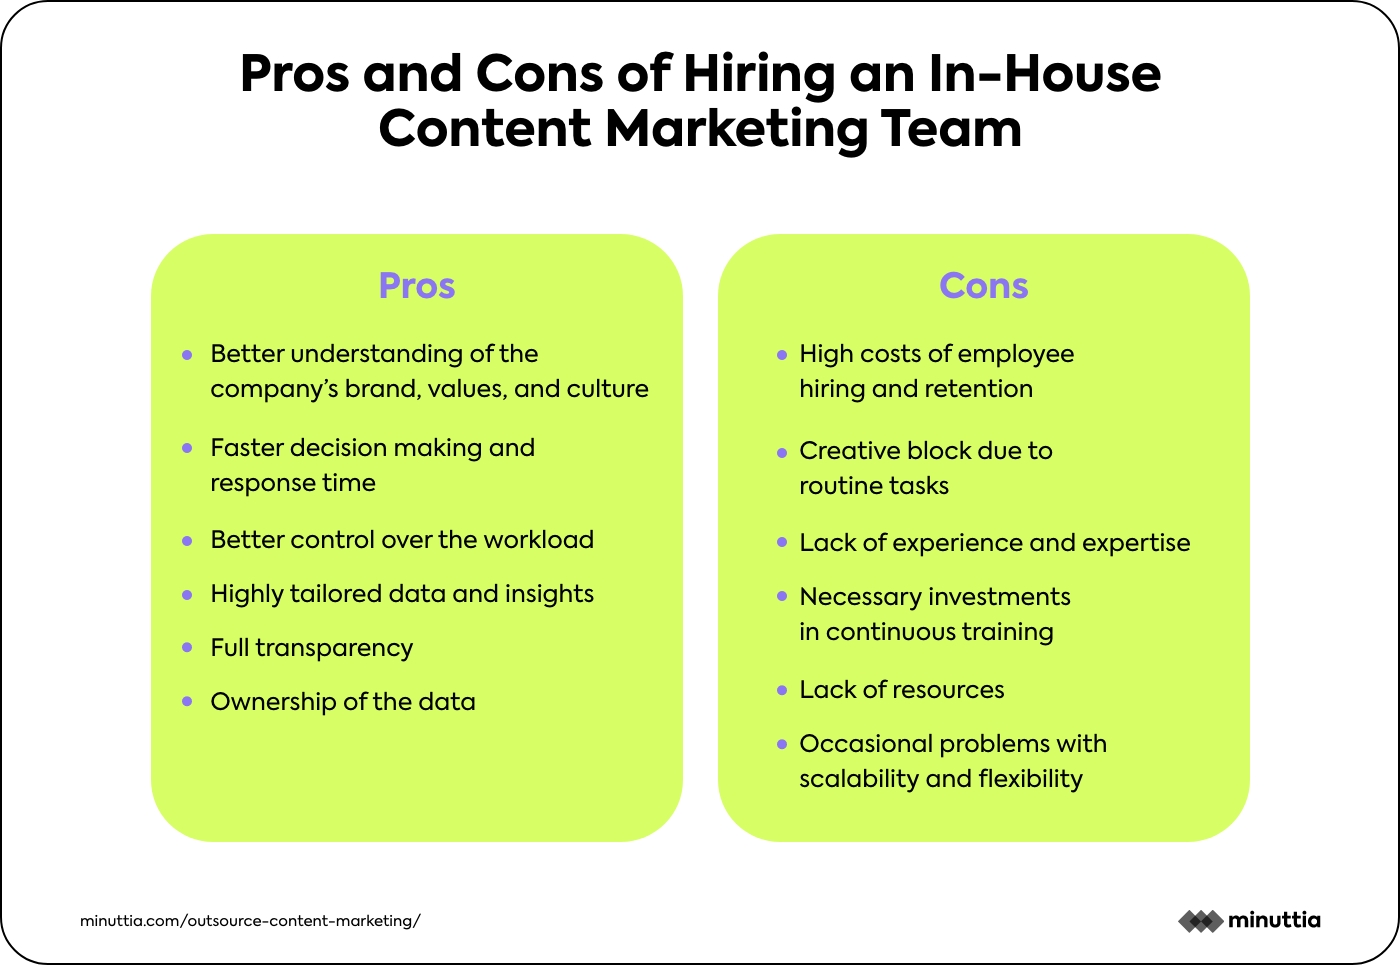 Pros and Cons of Hiring an In-House
Content Marketing Team
Pros
Better understanding of the
company’s brand, values, and culture
Faster decision making and
response time
Better control over the workload
Highly tailored data and insights
Full transparency
Ownership of the data
Cons
High costs of employee
hiring and retention
Creative block due to
routine tasks
Lack of experience and expertise
Necessary investments
in continuous training
Lack of resources
Occasional problems with
scalability and flexibility
minuttia.com/outsource-content-marketing/
minuttia